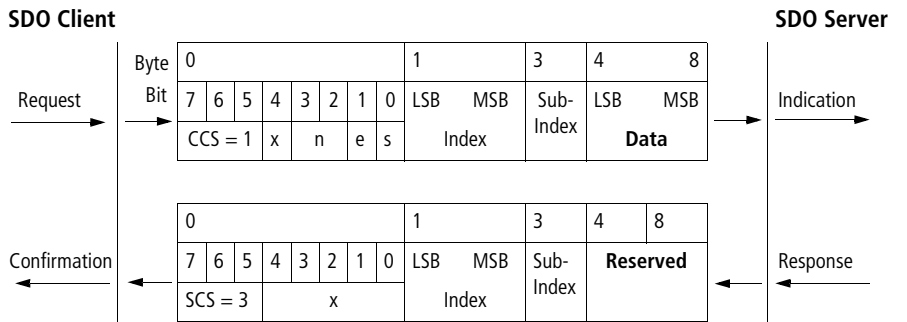 SDO Client SDO Server
Byte 0 1 3 4 8
Request Bit 7 6 5 4 3 2 1 0 LSB MSB Sub- LSB MSB Indication
CCS = 1 x n e s Index Index Data
0 1 3 4 8
Confirmation 7 6 5 4 3 2 1 0 LSB MSB Sub- Reserved Response
SCS = 3 x Index Index